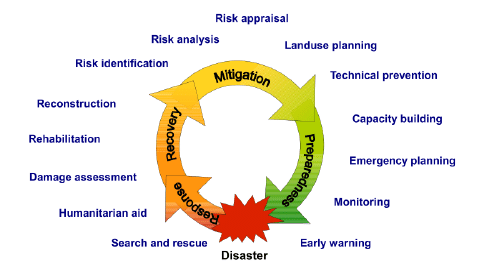 Risk appraisal
Risk analysis
Landuse planning
Risk identification
Mitigation
Technical prevention
Reconstruction
Capacity building
Recovery
Preparedness
Rehabilitation
Emergency planning
Damage assessment
Response
Monitoring
Humanitarian aid
Search and rescue
Early warning
Disaster